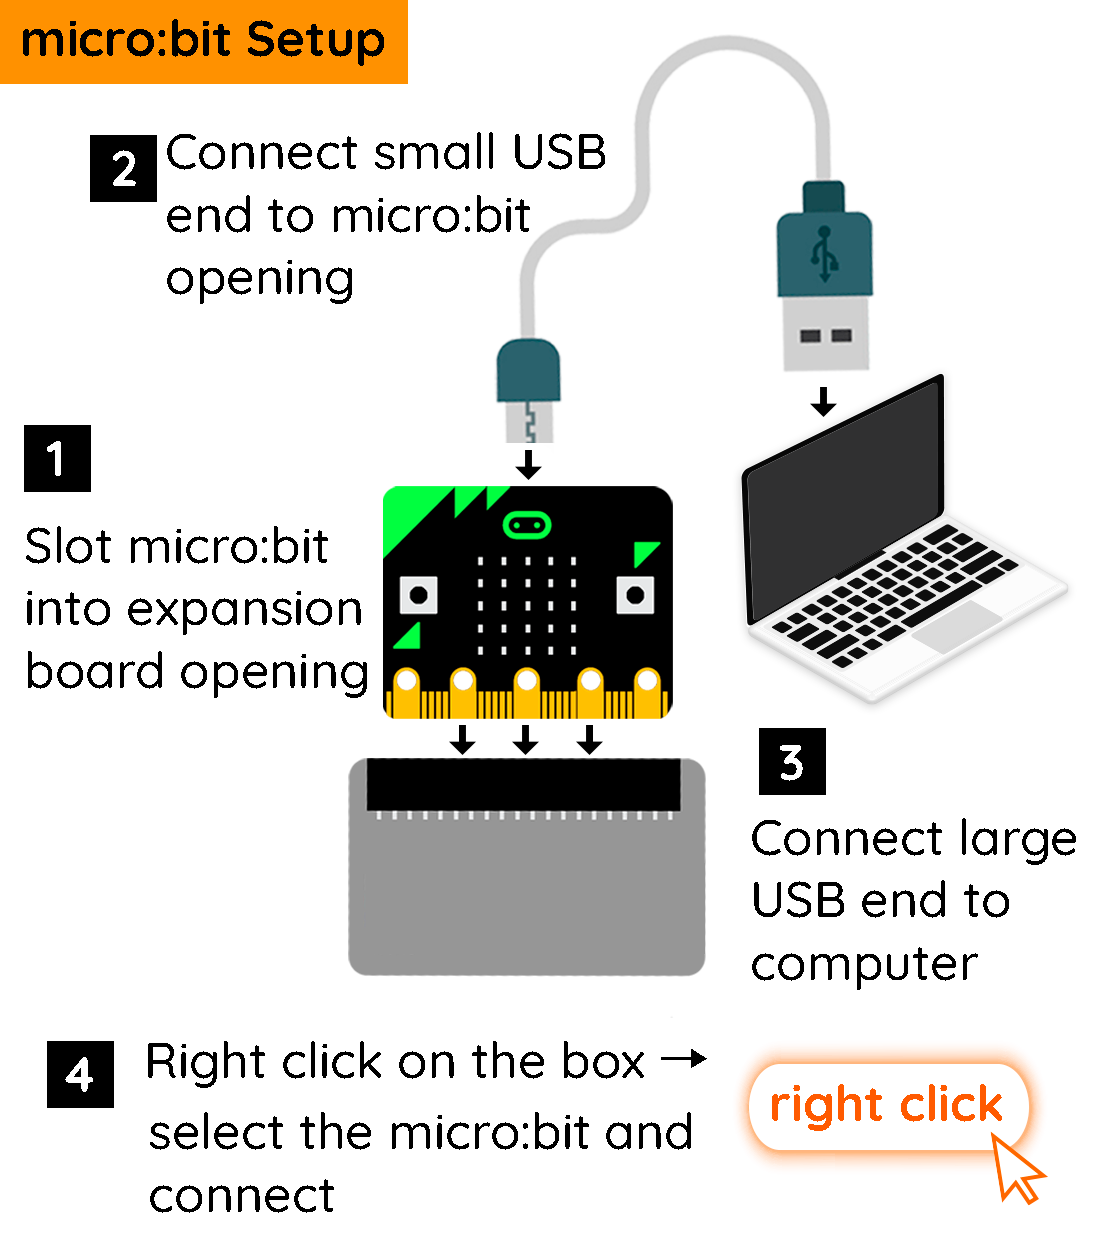 micro:bit Setup
2
Connect small USB
end to micro:bit
opening
1
Slot micro:bit
into expansion
board opening
3
Connect large
USB end to
computer
4
Right click on the box →
select the micro:bit and
connect
right click